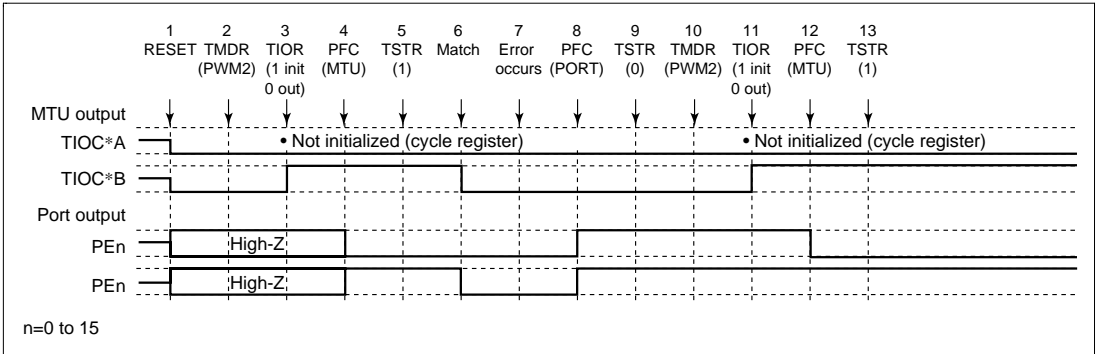 1 2 3 4 5 6 7 8 9 10 11 12 13
RESET TMDR TIOR PFC TSTR Match Error PFC TSTR TMDR TIOR PFC TSTR
(PWM2) (1 init (MTU) (1) occurs (PORT) (0) (PWM2) (1 init (MTU) (1)
0 out) 0 out)
MTU output
TIOC*A • Not initialized (cycle register) • Not initialized (cycle register)
TIOC*B
Port output
PEn High-Z
PEn High-Z
n=0 to 15